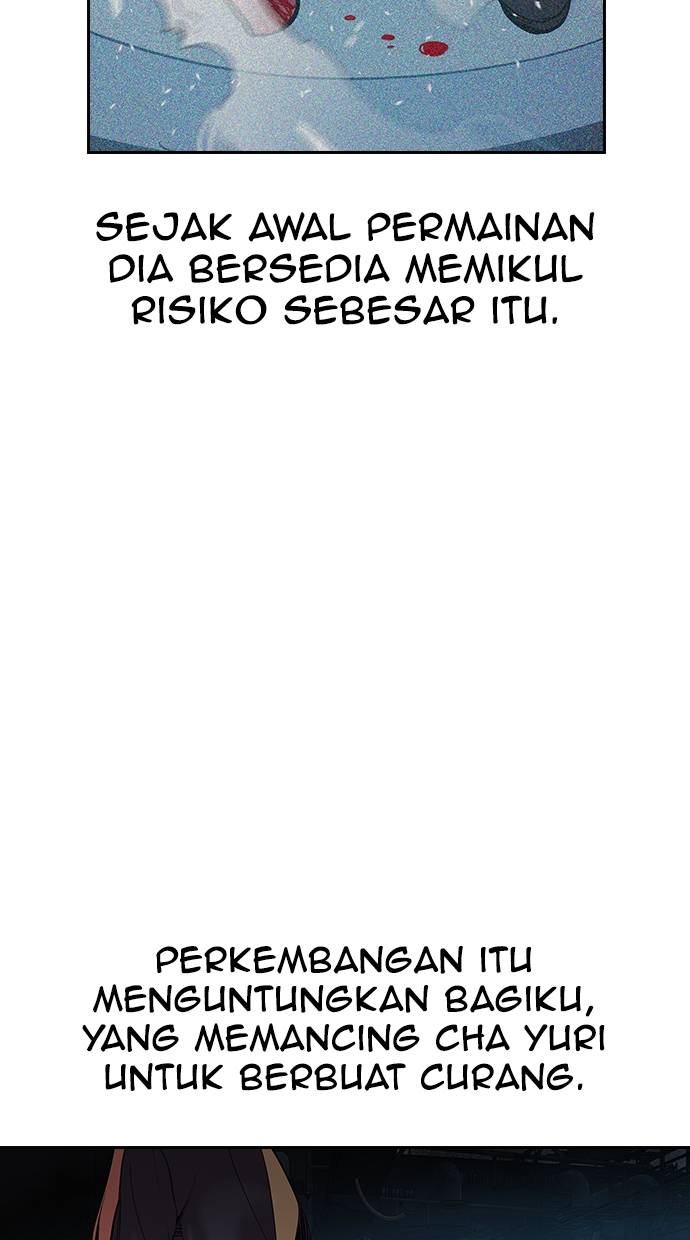 SEJAK AWAL PERMAINAN
DIA BERSEDIA MEMIKUL
RISIKO SEBESAR ITU.
PERKEMBANGAN ITU
MENGUNTUNGKAN BAGIKU,
YANG MEMANCING CHA YURI
UNTUK BERBUAT CURANG.